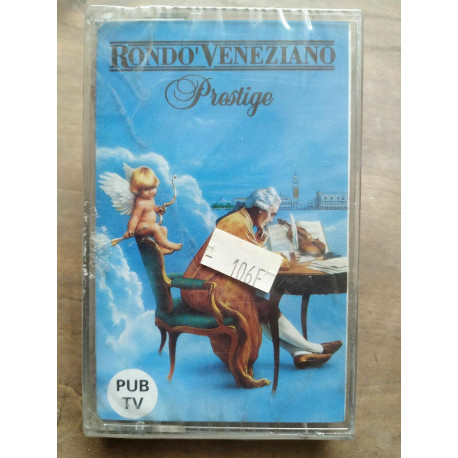 RONDO' VENEZIANO
Prestige
106F
PUB
TV